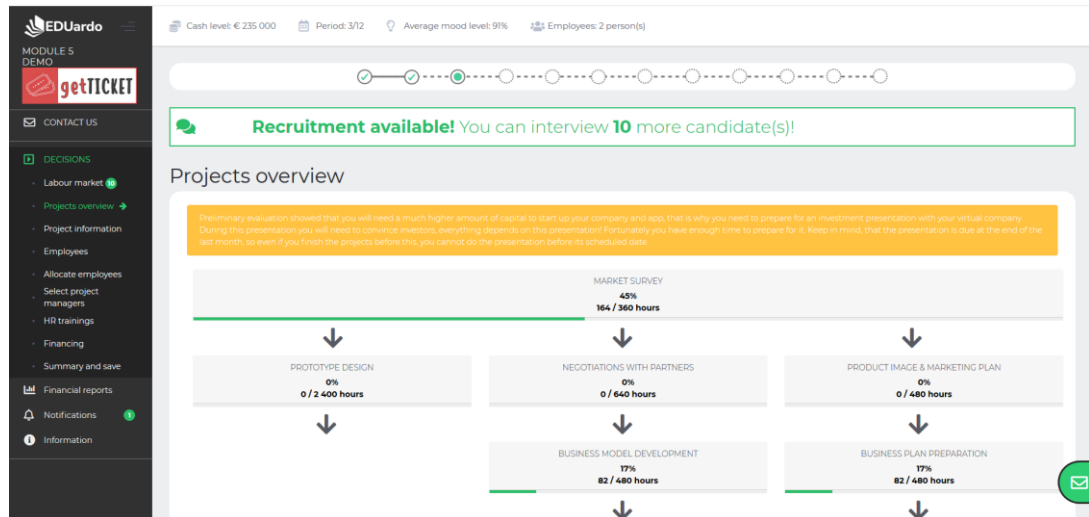 EDUardo
MODULE 5
DEMO
getTICKET
CONTACT US
DECISIONS
Labour market 10
Projects overview
Project information
Employees
Allocate employees
Select project
managers
HR trainings
Financing
Summary and save
Financial reports
Notifications 1
Information
Cash level: € 235 000 Period: 3/12 Average mood level: 91% Employees: 2 person(s)
Recruitment available! You can interview 10 more candidate(s)!
Projects overview
Preliminary evaluation showed that you will need a much higher amount of capital to start up your company and app, that is why you need to prepare for an investment presentation with your virtual company.
During this presentation you will need to convince investors, everything depends on this presentation! Fortunately you have enough time to prepare for it. Keep in mind, that the presentation is due at the end of the
last month, so even if you finish the projects before this, you cannot do the presentation before its scheduled date.
MARKET SURVEY
45%
164 / 360 hours
PROTOTYPE DESIGN
0%
0 / 2 400 hours
NEGOTIATIONS WITH PARTNERS
0%
0 / 640 hours
PRODUCT IMAGE & MARKETING PLAN
0%
0 / 480 hours
BUSINESS MODEL DEVELOPMENT
17%
82 / 480 hours
BUSINESS PLAN PREPARATION
17%
82 / 480 hours